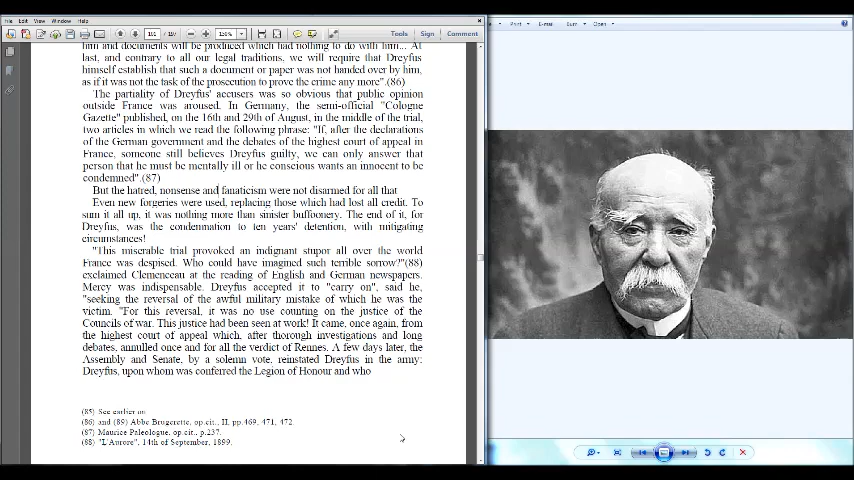 File Edit View Window Help
191 / 197 136% Tools Sign Comment
Print E-mail Burn Open
him and documents will be produced which had nothing to do with him... At
last, and contrary to all our legal traditions, we will require that Dreyfus
himself establish that such a document or paper was not handed over by him,
as if it was not the task of the prosecution to prove the crime any more".(86)
The partiality of Dreyfus' accusers was so obvious that public opinion
outside France was aroused. In Germany, the semi-official "Cologne
Gazette" published, on the 16th and 29th of August, in the middle of the trial,
two articles in which we read the following phrase: "If, after the declarations
of the German government and the debates of the highest court of appeal in
France, someone still believes Dreyfus guilty, we can only answer that
person that he must be mentally ill or he conscious wants an innocent to be
condemned".(87)
But the hatred, nonsense and fanaticism were not disarmed for all that
Even new forgeries were used, replacing those which had lost all credit. To
sum it all up, it was nothing more than sinister buffoonery. The end of it, for
Dreyfus, was the condemnation to ten years' detention, with mitigating
circumstances!
"This miserable trial provoked an indignant stupor all over the world
France was despised. Who could have imagined such terrible sorrow?"(88)
exclaimed Clemenceau at the reading of English and German newspapers.
Mercy was indispensable. Dreyfus accepted it to "carry on", said he,
"seeking the reversal of the awful military mistake of which he was the
victim. "For this reversal, it was no use counting on the justice of the
Councils of war. This justice had been seen at work! It came, once again, from
the highest court of appeal which, after thorough investigations and long
debates, annulled once and for all the verdict of Rennes. A few days later, the
Assembly and Senate, by a solemn vote, reinstated Dreyfus in the army;
Dreyfus, upon whom was conferred the Legion of Honour and who
(85) See earlier on
(86) and (89) Abbe Brugerette, op.cit., II, pp.469, 471, 472.
(87) Maurice Paleologue, op.cit., p.237.
(88) "L'Aurore", 14th of September, 1899.